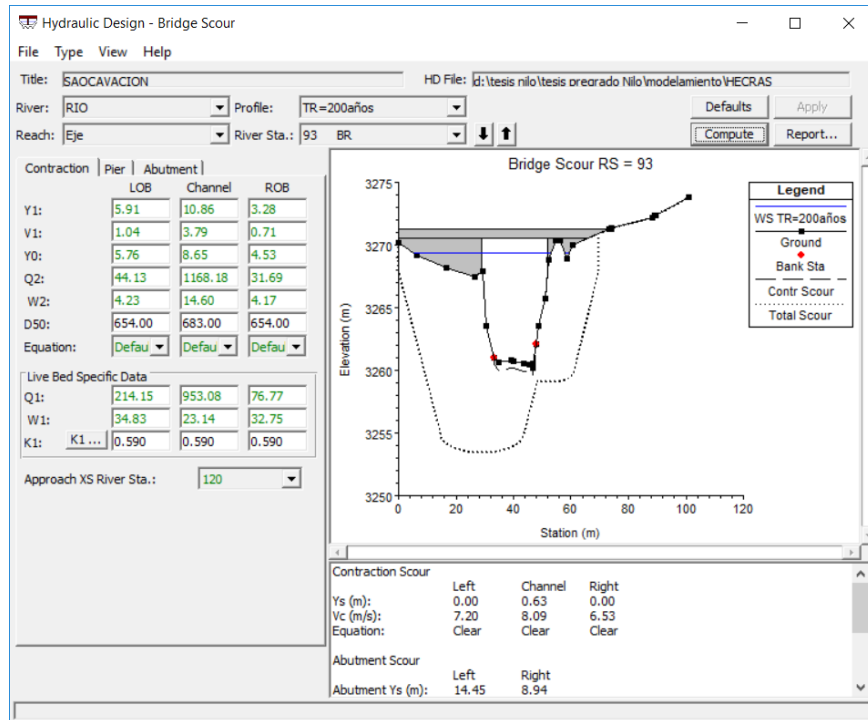 Hydraulic Design - Bridge Scour
File Type View Help
Title: SAOCAVACION HD File: d:\tesis nilo\tesis pregrado Nilo\modelamiento\HECRAS
River: RIO Profile: TR=200años Defaults Apply
Reach: Eje River Sta.: 93 BR Compute Report...
Contraction Pier Abutment
LOB Channel ROB
Y1: 5.91 10.86 3.28
V1: 1.04 3.79 0.71
Y0: 5.76 8.65 4.53
Q2: 44.13 1168.18 31.69
W2: 4.23 14.60 4.17
D50: 654.00 683.00 654.00
Equation: Defau Defau Defau
Live Bed Specific Data
Q1: 214.15 953.08 76.77
W1: 34.83 23.14 32.75
K1: K1 ... 0.590 0.590 0.590
Approach XS River Sta.: 120
Bridge Scour RS = 93
3275
3270
3265
3260
3255
3250
Elevation (m)
0 20 40 60 80 100 120
Station (m)
Legend
WS TR=200años
Ground
Bank Sta
Contr Scour
Total Scour
Contraction Scour
Left Channel Right
Ys (m): 0.00 0.63 0.00
Vc (m/s): 7.20 8.09 6.53
Equation: Clear Clear Clear
Abutment Scour
Left Right
Abutment Ys (m): 14.45 8.94